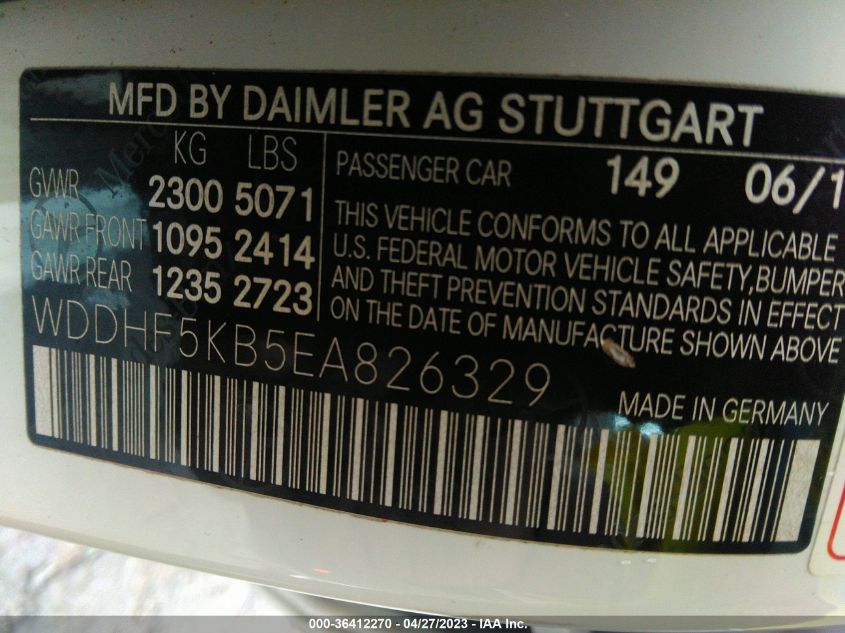 MFD BY DAIMLER AG STUTTGART
KG LBS
GVWR 2300 5071
GAWR FRONT 1095 2414
GAWR REAR 1235 2723
PASSENGER CAR 149 06/1
THIS VEHICLE CONFORMS TO ALL APPLICABLE
U.S. FEDERAL MOTOR VEHICLE SAFETY, BUMPER
AND THEFT PREVENTION STANDARDS IN EFFECT
ON THE DATE OF MANUFACTURE SHOWN ABOVE
WDDHF5KB5EA826329
MADE IN GERMANY
000-36412270 - 04/27/2023 - IAA Inc.